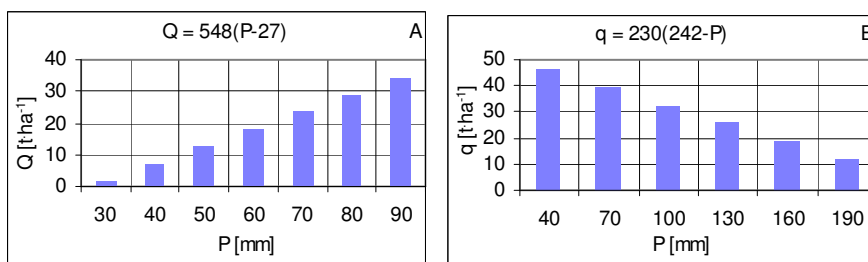 Q = 548(P-27) A
40
30
20
10
0
Q [t·ha⁻¹]
30 40 50 60 70 80 90
P [mm]
q = 230(242-P)
50
40
30
20
10
0
q [t·ha⁻¹]
40 70 100 130 160 190
P [mm]